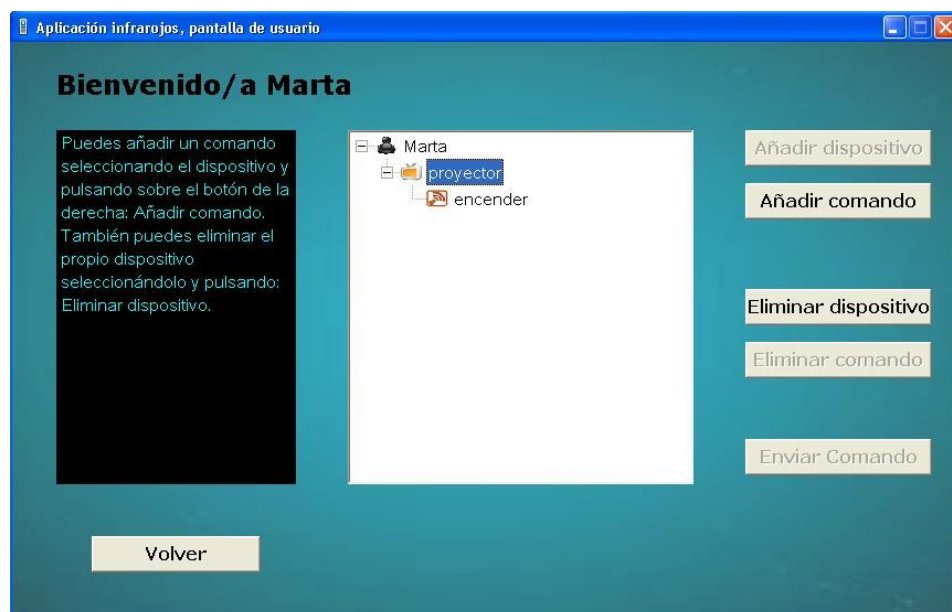 Aplicación infrarojos, pantalla de usuario
Bienvenido/a Marta
Puedes añadir un comando
seleccionando el dispositivo y
pulsando sobre el botón de la
derecha: Añadir comando.
También puedes eliminar el
propio dispositivo
seleccionándolo y pulsando:
Eliminar dispositivo.
Marta
proyector
encender
Añadir dispositivo
Añadir comando
Eliminar dispositivo
Eliminar comando
Enviar Comando
Volver